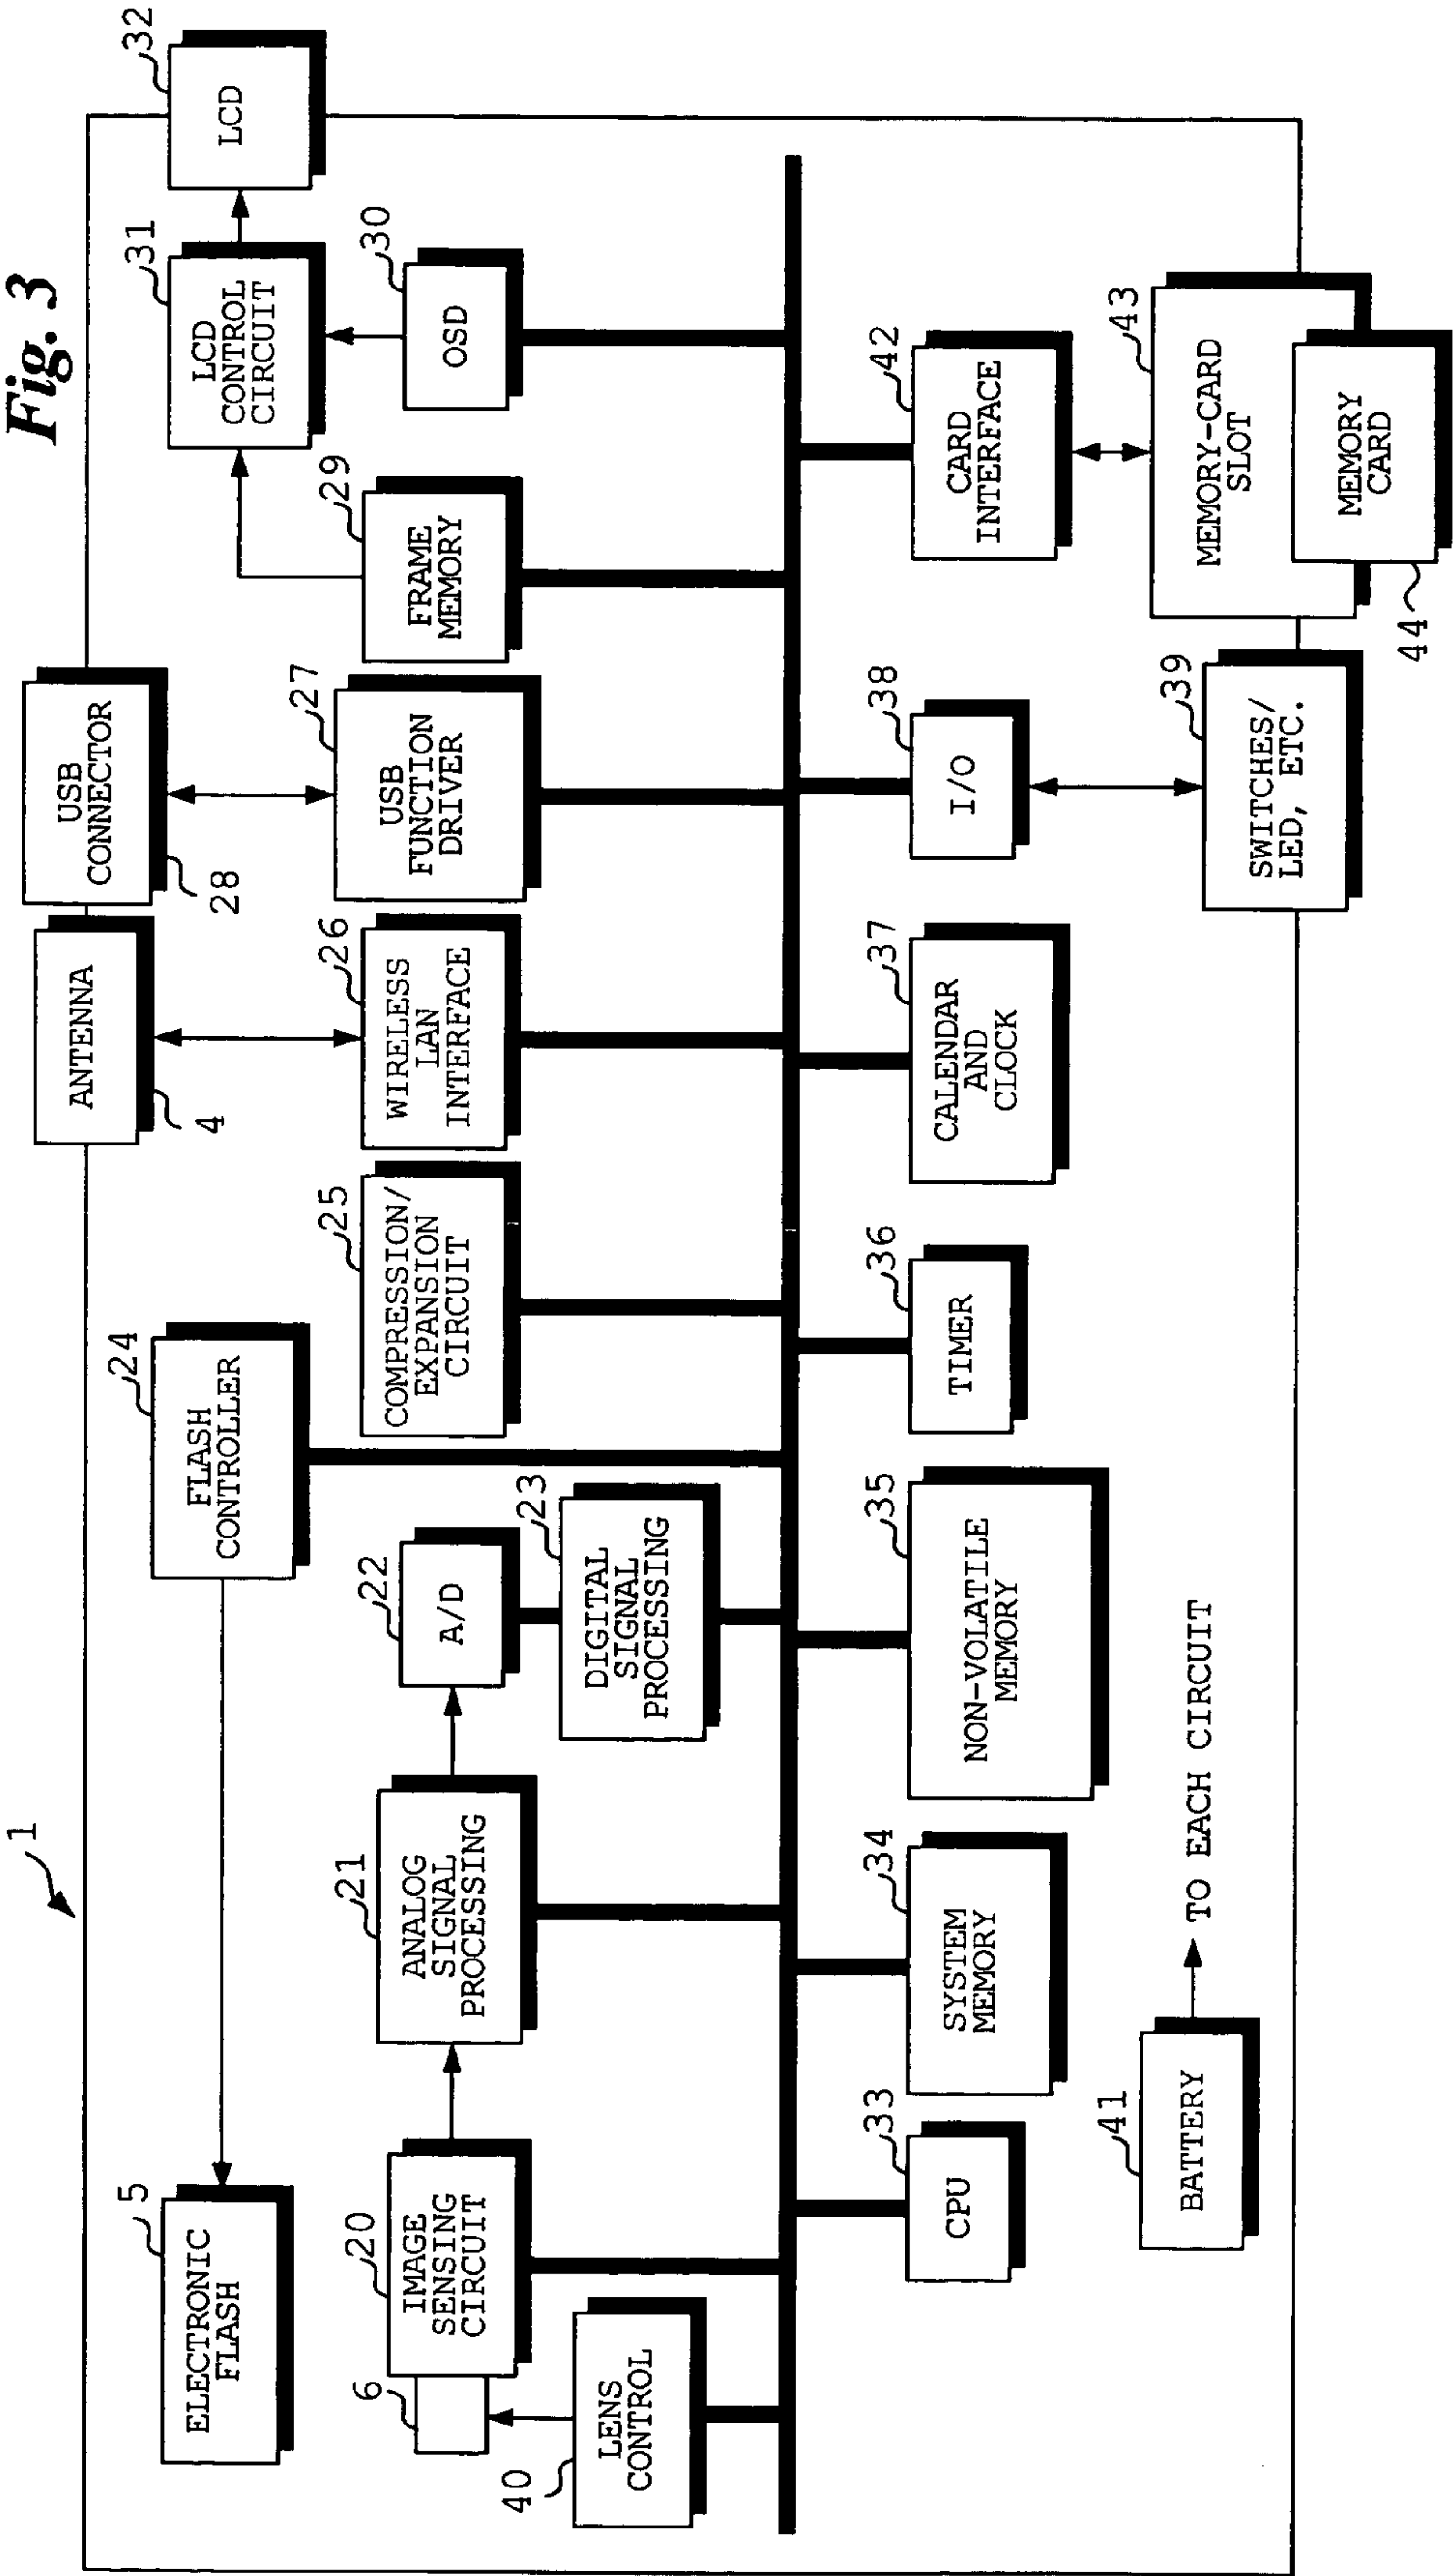 Fig. 3
1
5
ELECTRONIC
FLASH
24
FLASH
CONTROLLER
4
ANTENNA
28
USB
CONNECTOR
31
LCD
CONTROL
CIRCUIT
32
LCD
6
20
IMAGE
SENSING
CIRCUIT
21
ANALOG
SIGNAL
PROCESSING
22
A/D
23
DIGITAL
SIGNAL
PROCESSING
25
COMPRESSION/
EXPANSION
CIRCUIT
26
WIRELESS
LAN
INTERFACE
27
USB
FUNCTION
DRIVER
29
FRAME
MEMORY
30
OSD
40
LENS
CONTROL
33
CPU
34
SYSTEM
MEMORY
35
NON-VOLATILE
MEMORY
36
TIMER
37
CALENDAR
AND
CLOCK
38
I/O
42
CARD
INTERFACE
41
BATTERY
TO EACH CIRCUIT
39
SWITCHES/
LED, ETC.
43
MEMORY-CARD
SLOT
44
MEMORY
CARD